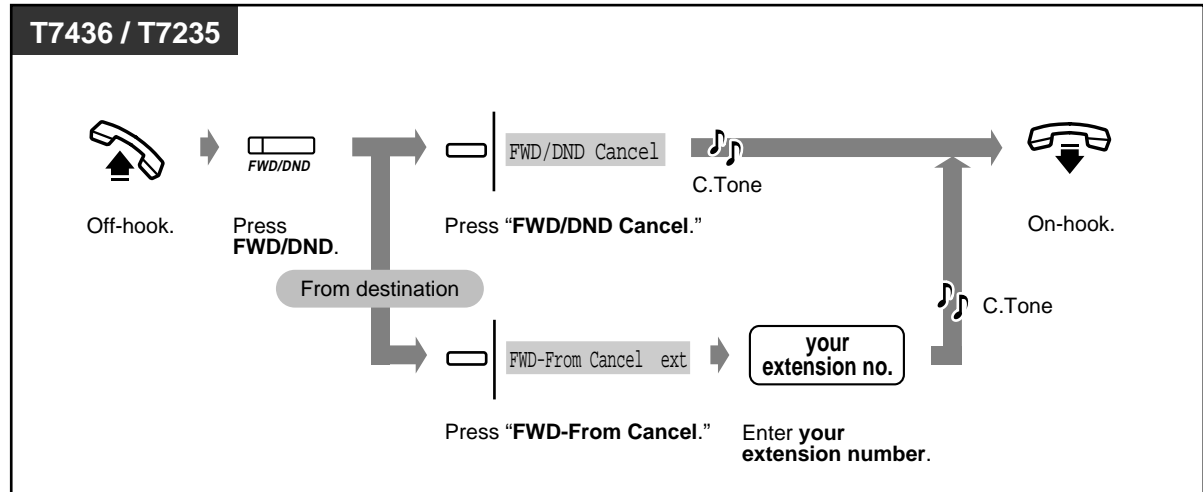 T7436 / T7235
FWD/DND
FWD/DND Cancel
C.Tone
Off-hook.
Press
FWD/DND.
Press “FWD/DND Cancel.”
On-hook.
From destination
C.Tone
FWD-From Cancel ext
your
extension no.
Press “FWD-From Cancel.”
Enter your
extension number.